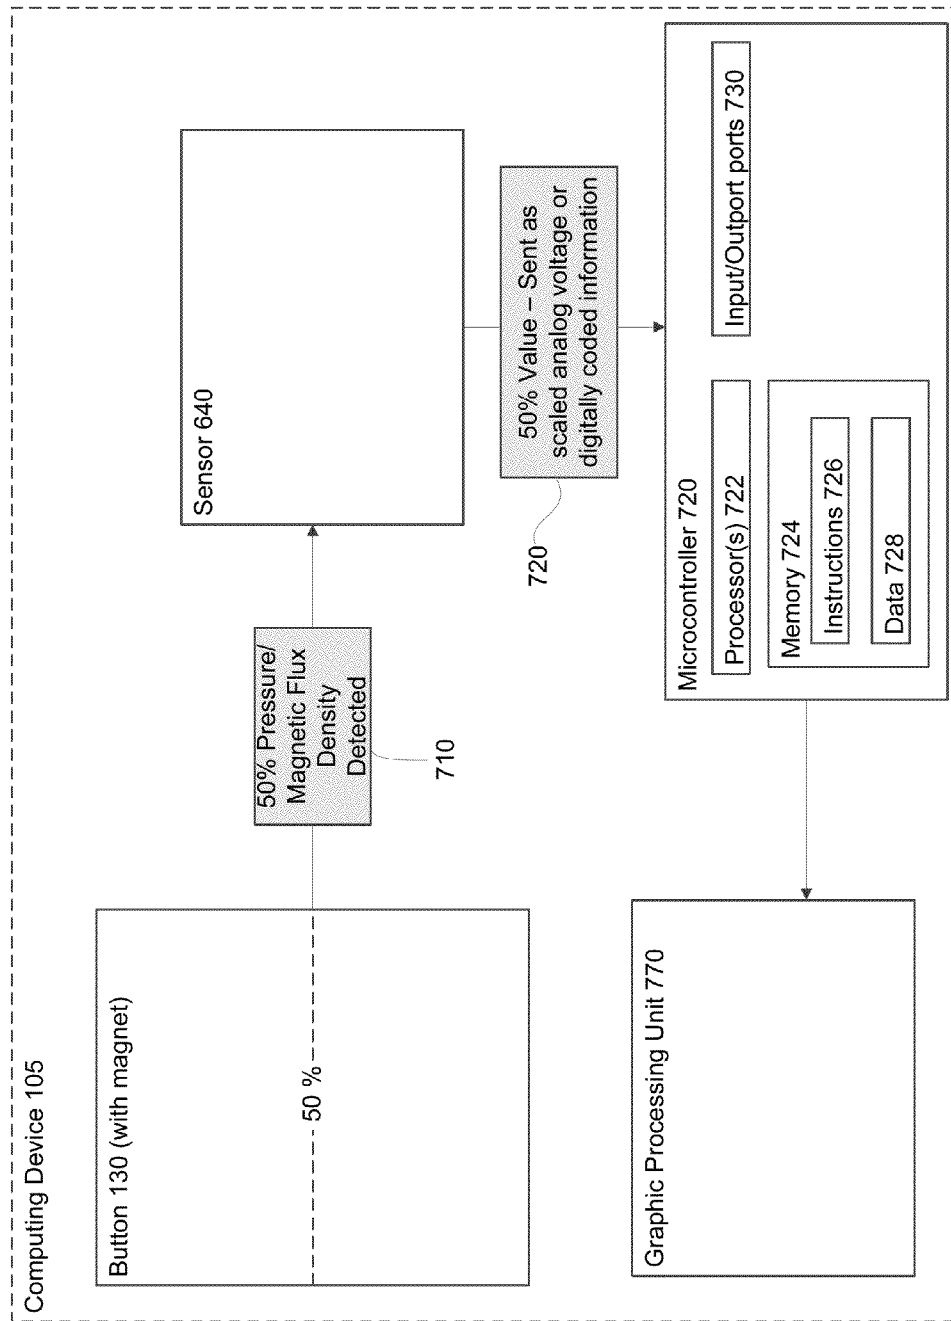 Computing Device 105
Button 130 (with magnet)
50 %
50% Pressure/
Magnetic Flux
Density
Detected
710
Sensor 640
50% Value – Sent as
scaled analog voltage or
digitally coded information
720
Microcontroller 720
Processor(s) 722
Input/Outport ports 730
Memory 724
Instructions 726
Data 728
Graphic Processing Unit 770